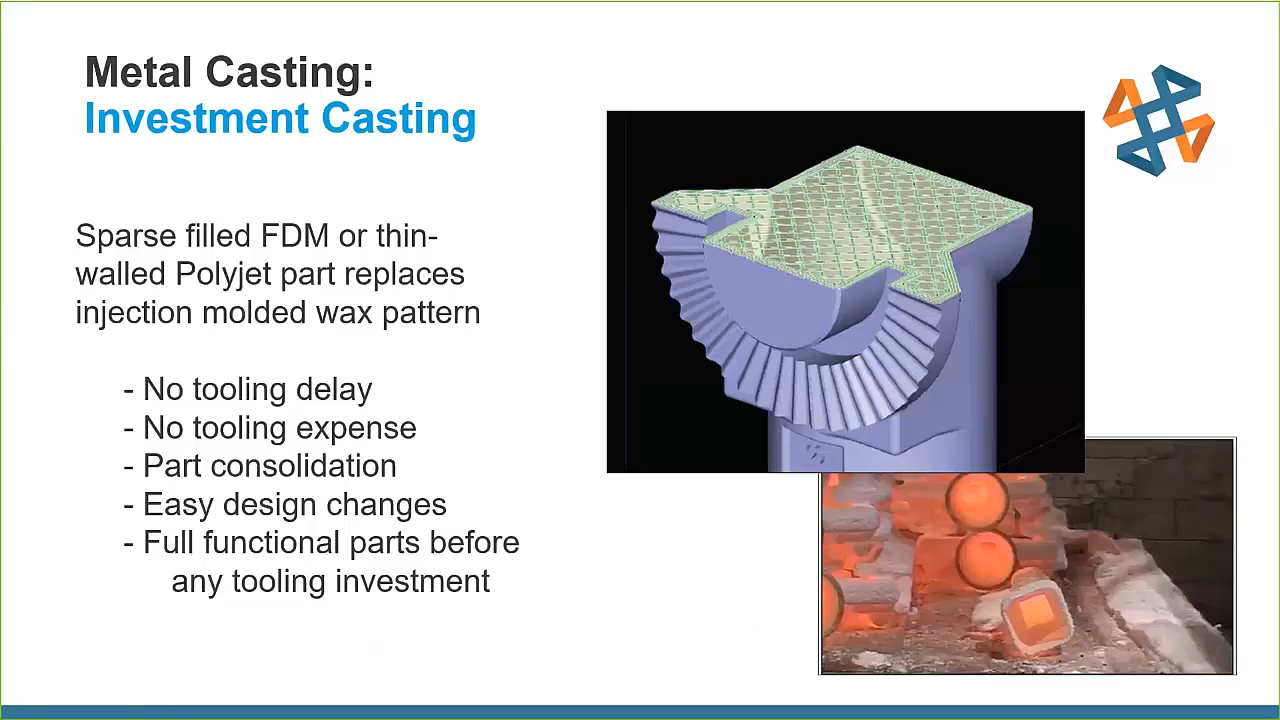 Metal Casting:
Investment Casting
Sparse filled FDM or thin-
walled Polyjet part replaces
injection molded wax pattern
- No tooling delay
- No tooling expense
- Part consolidation
- Easy design changes
- Full functional parts before
any tooling investment